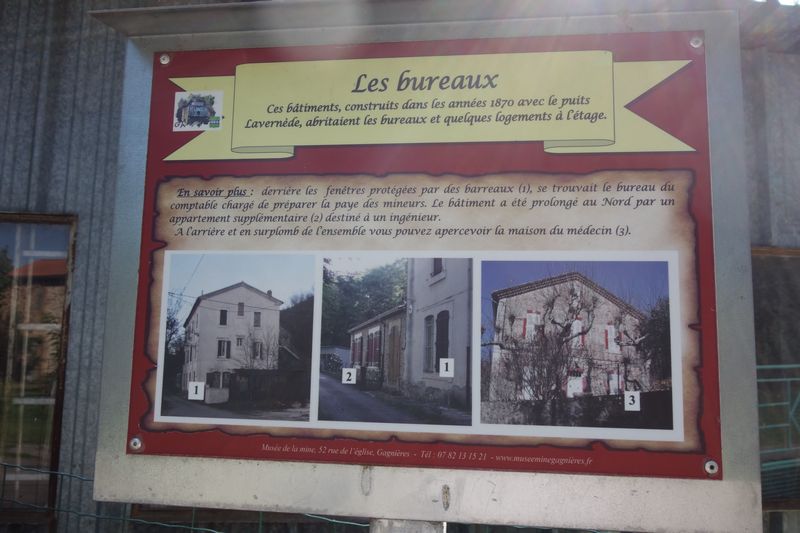 Les bureaux
Ces bâtiments, construits dans les années 1870 avec le puits
Lavernède, abritaient les bureaux et quelques logements à l'étage.
En savoir plus : derrière les fenêtres protégées par des barreaux (1), se trouvait le bureau du
comptable chargé de préparer la paye des mineurs. Le bâtiment a été prolongé au Nord par un
appartement supplémentaire (2) destiné à un ingénieur.
A l'arrière et en surplomb de l'ensemble vous pouvez apercevoir la maison du médecin (3).
1
2
1
3
Musée de la mine, 52 rue de l'église, Gagnières - Tél : 07 82 13 15 21 - www.museeminegagnières.fr